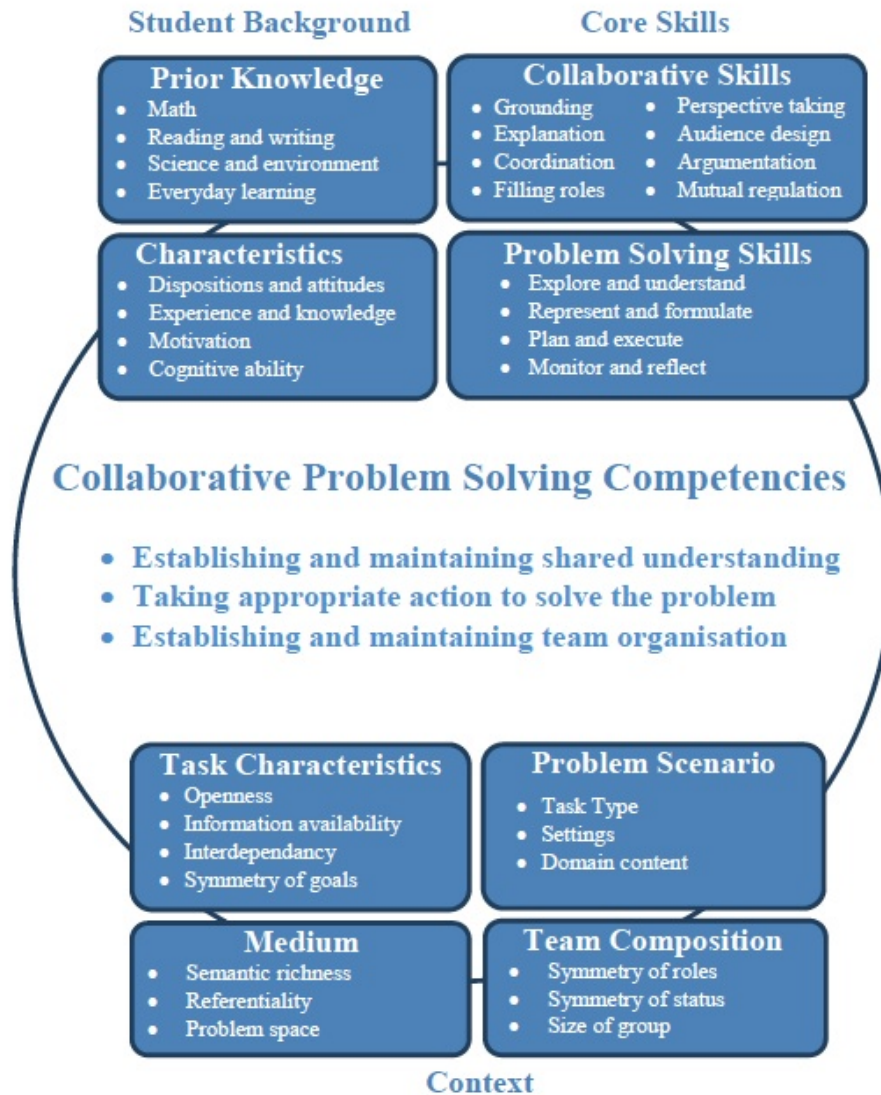 Student Background
Core Skills
Prior Knowledge
• Math
• Reading and writing
• Science and environment
• Everyday learning
Collaborative Skills
• Grounding
• Explanation
• Coordination
• Filling roles
• Perspective taking
• Audience design
• Argumentation
• Mutual regulation
Characteristics
• Dispositions and attitudes
• Experience and knowledge
• Motivation
• Cognitive ability
Problem Solving Skills
• Explore and understand
• Represent and formulate
• Plan and execute
• Monitor and reflect
Collaborative Problem Solving Competencies
• Establishing and maintaining shared understanding
• Taking appropriate action to solve the problem
• Establishing and maintaining team organisation
Task Characteristics
• Openness
• Information availability
• Interdependancy
• Symmetry of goals
Problem Scenario
• Task Type
• Settings
• Domain content
Medium
• Semantic richness
• Referentiality
• Problem space
Team Composition
• Symmetry of roles
• Symmetry of status
• Size of group
Context